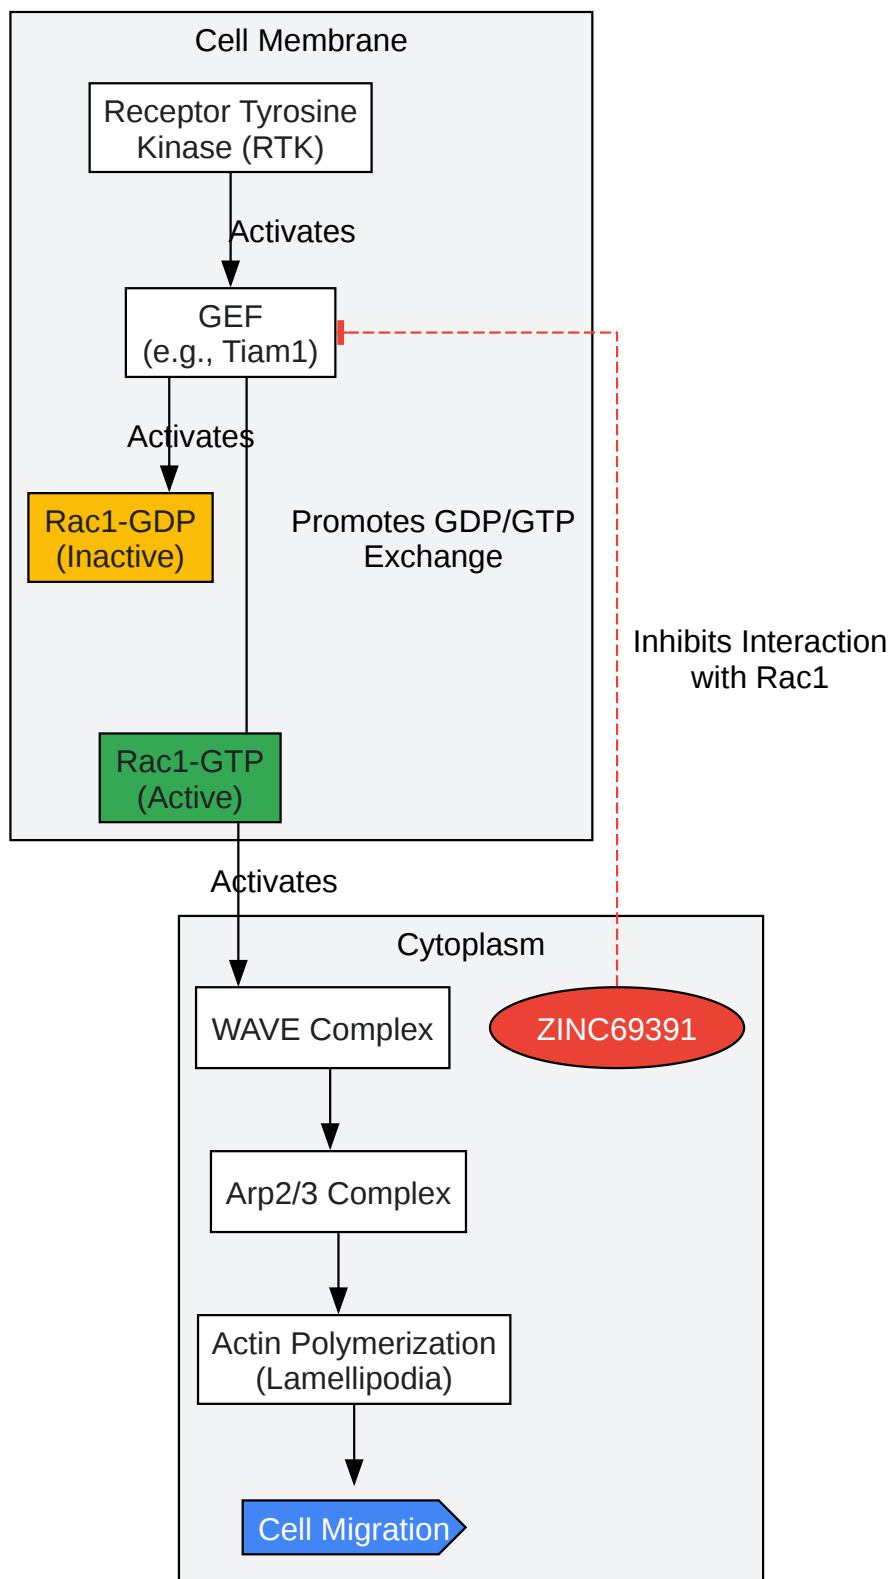 Cell Membrane
Receptor Tyrosine
Kinase (RTK)
Activates
GEF
(e.g., Tiam1)
Activates
Rac1-GDP
(Inactive)
Promotes GDP/GTP
Exchange
Inhibits Interaction
with Rac1
Rac1-GTP
(Active)
Activates
Cytoplasm
WAVE Complex
ZINC69391
Arp2/3 Complex
Actin Polymerization
(Lamellipodia)
Cell Migration